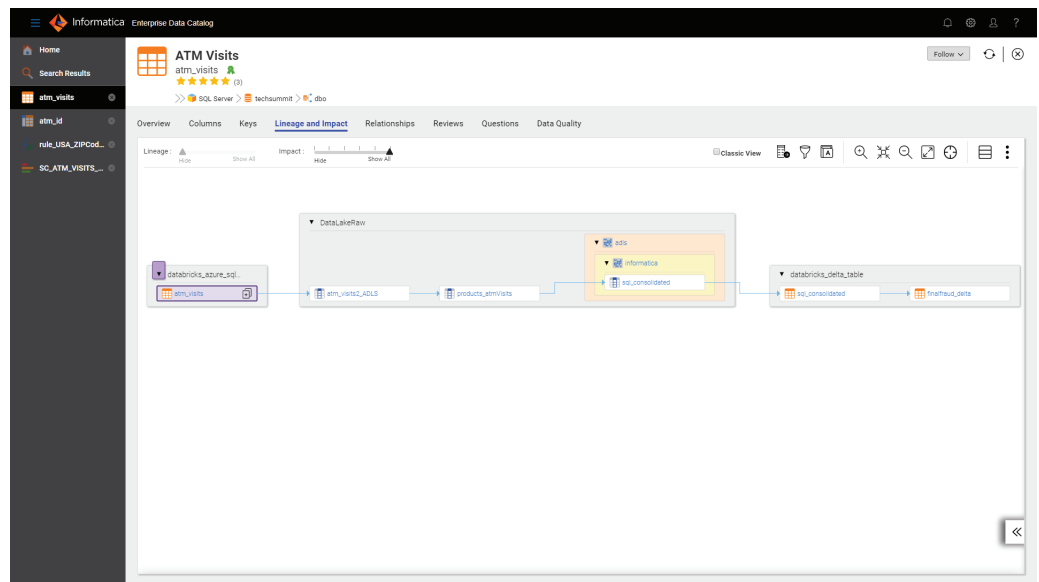 Informatica Enterprise Data Catalog
?
Home
Search Results
atm_visits
atm_id
rule_USA_ZIPCod...
SC_ATM_VISITS_...
ATM Visits
atm_visits
(3)
SQL Server > techsummit > dbo
Follow
Overview Columns Keys Lineage and Impact Relationships Reviews Questions Data Quality
Lineage: Hide Show All Impact: Hide Show All
Classic View
DataLakeRaw
adls
informatica
sql_consolidated
databricks_azure_sql..
atm_visits
atm_visits2_ADLS
products_atmVisits
databricks_delta_table
sql_consolidated
finalfraud_delta